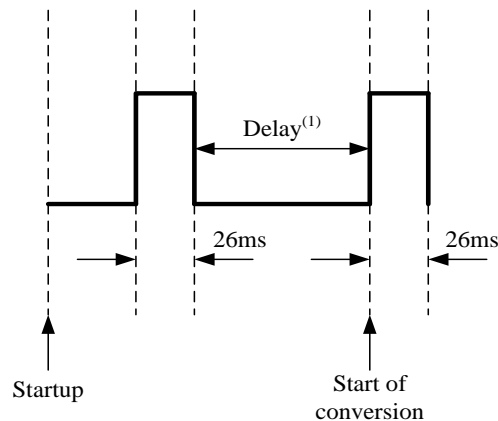 Delay(1)
26ms
26ms
Startup
Start of
conversion